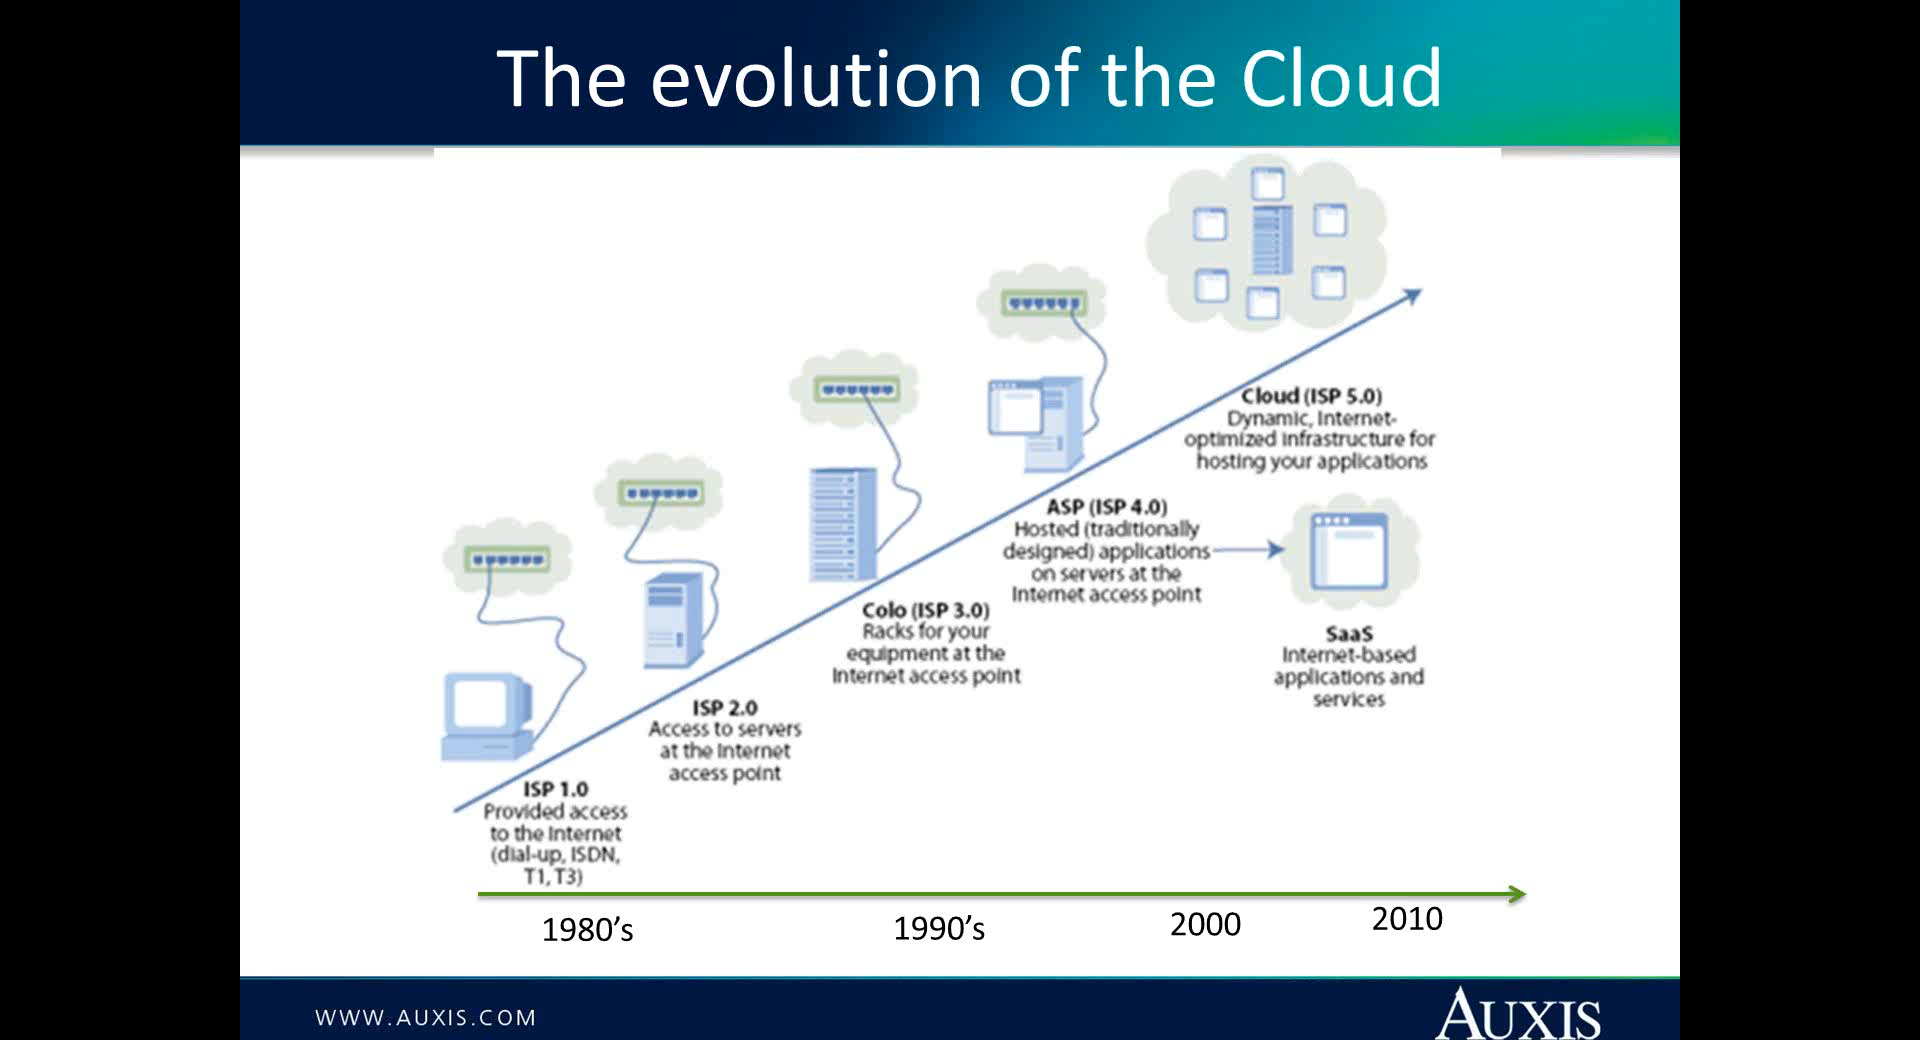 The evolution of the Cloud
Cloud (ISP 5.0)
Dynamic, Internet-
optimized infrastructure for
hosting your applications
ASP (ISP 4.0)
Hosted (traditionally
designed) applications
on servers at the
Internet access point
SaaS
Internet-based
applications and
services
Colo (ISP 3.0)
Racks for your
equipment at the
Internet access point
ISP 2.0
Access to servers
at the Internet
access point
ISP 1.0
Provided access
to the Internet
(dial-up, ISDN,
T1, T3)
1980’s
1990’s
2000
2010
WWW.AUXIS.COM
AUXIS